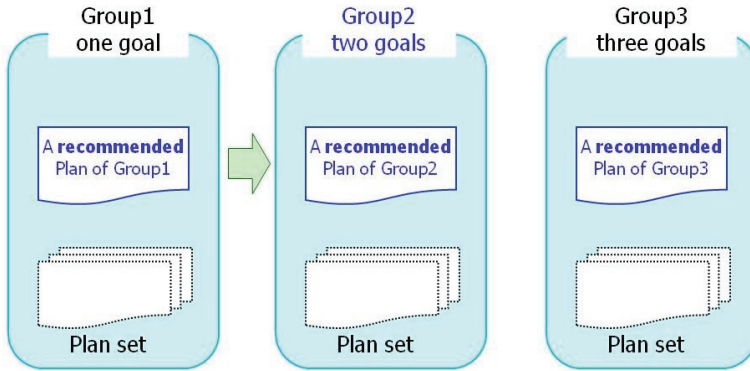 Group1
one goal
A recommended
Plan of Group1
Plan set
Group2
two goals
A recommended
Plan of Group2
Plan set
Group3
three goals
A recommended
Plan of Group3
Plan set